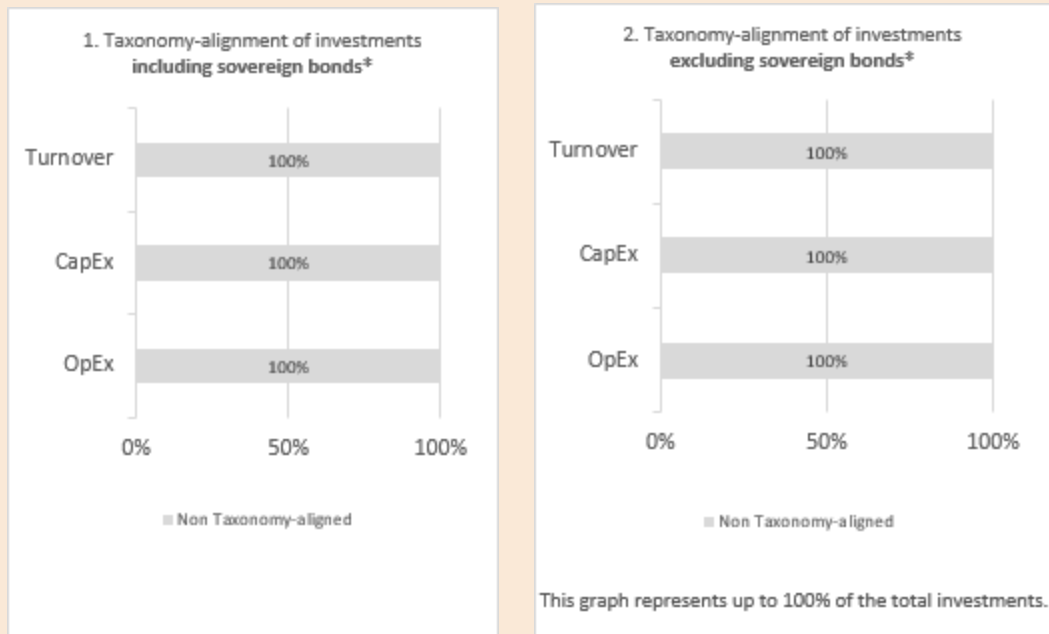 1. Taxonomy-alignment of investments
including sovereign bonds*
Turnover
100%
CapEx
100%
OpEx
100%
0%
50%
100%
Non Taxonomy-aligned
2. Taxonomy-alignment of investments
excluding sovereign bonds*
Turnover
100%
CapEx
100%
OpEx
100%
0%
50%
100%
Non Taxonomy-aligned
This graph represents up to 100% of the total investments.